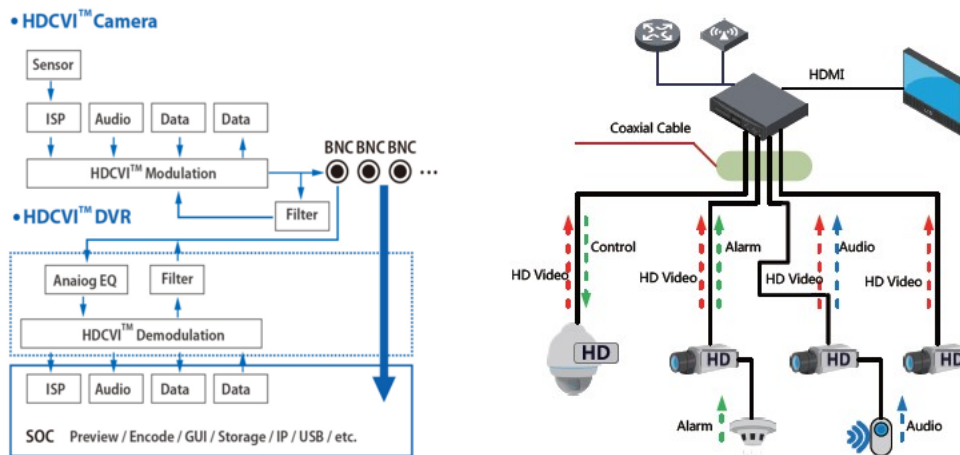 • HDCVI™ Camera
Sensor
ISP Audio Data Data
HDCVI™ Modulation
BNC BNC BNC
...
Filter
• HDCVI™ DVR
Anaiog EQ Filter
HDCVI™ Demodulation
ISP Audio Data Data
SOC Preview / Encode / GUI / Storage / IP / USB / etc.
HDMI
Coaxial Cable
Control
HD Video
Alarm
HD Video
Audio
HD Video
HD Video
HD
HD
HD
HD
Alarm
Audio